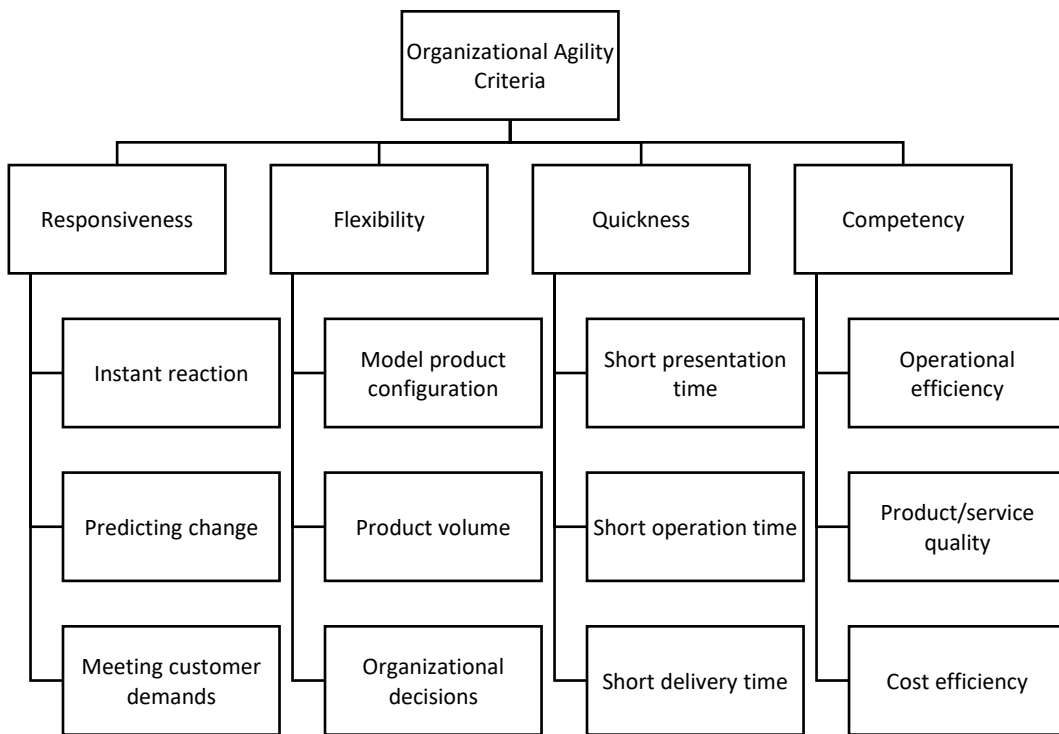 Organizational Agility
Criteria
Responsiveness
Flexibility
Quickness
Competency
Instant reaction
Model product
configuration
Short presentation
time
Operational
efficiency
Predicting change
Product volume
Short operation time
Product/service
quality
Meeting customer
demands
Organizational
decisions
Short delivery time
Cost efficiency